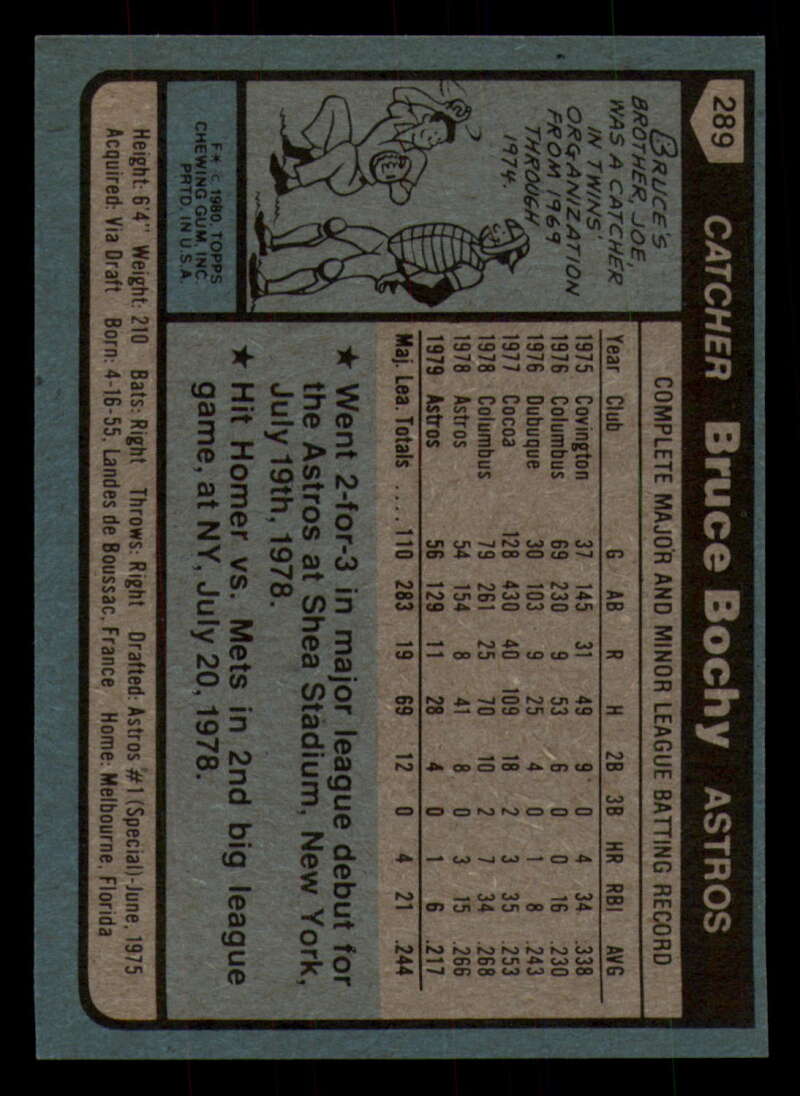 289 CATCHER Bruce Bochy ASTROS
BRUCE'S
BROTHER, JOE,
WAS A CATCHER
IN TWINS'
ORGANIZATION
FROM 1969
THROUGH
1974.
F* © 1980 TOPPS
CHEWING GUM, INC.
PRTD. IN U.S.A.
COMPLETE MAJOR AND MINOR LEAGUE BATTING RECORD
Year Club G AB R H 2B 3B HR RBI AVG
1975 Covington 37 145 31 49 9 0 4 34 .338
1976 Columbus 69 230 9 53 6 0 0 16 .230
1976 Dubuque 30 103 9 25 4 0 1 8 .243
1977 Cocoa 128 430 40 109 18 2 3 35 .253
1978 Columbus 79 261 25 70 10 2 7 34 .268
1978 Astros 54 154 8 41 8 0 3 15 .266
1979 Astros 56 129 11 28 4 0 1 6 .217
Maj. Lea. Totals .... 110 283 19 69 12 0 4 21 .244
★ Went 2-for-3 in major league debut for
the Astros at Shea Stadium, New York,
July 19th, 1978.
★ Hit Homer vs. Mets in 2nd big league
game, at NY, July 20, 1978.
Height: 6'4" Weight: 210 Bats: Right Throws: Right Drafted: Astros #1 (Special)-June, 1975
Acquired: Via Draft Born: 4-16-55, Landes de Boussac, France Home: Melbourne, Florida